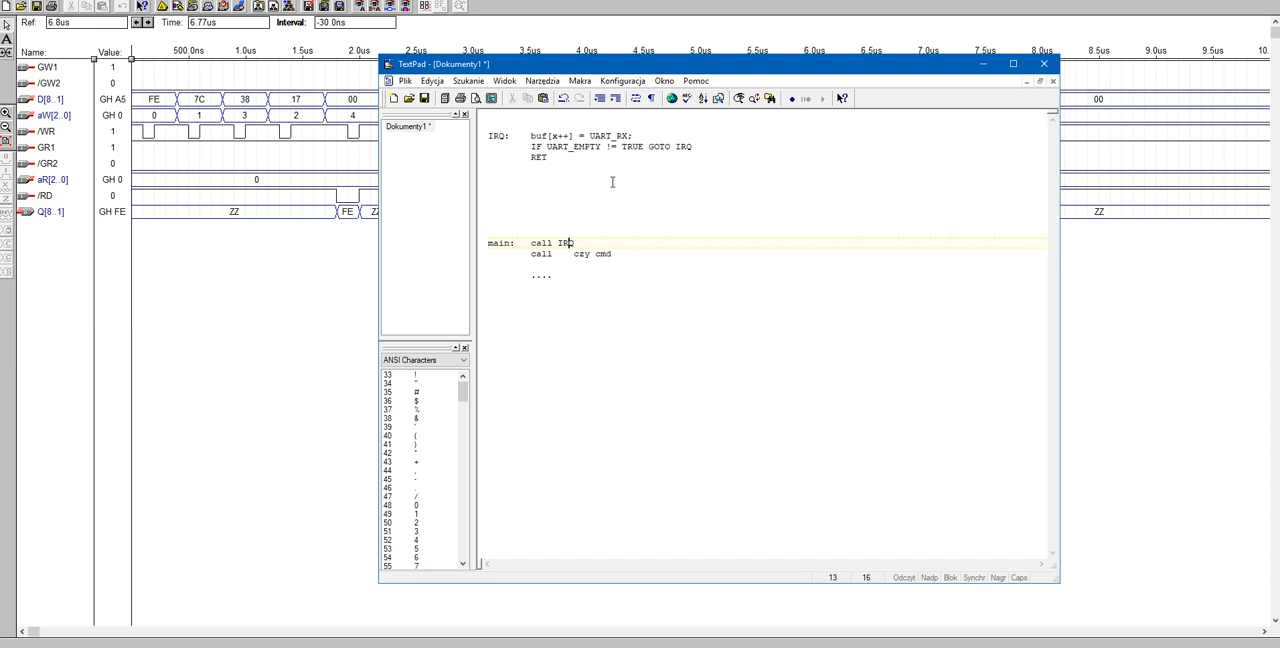 Ref: 6.8us Time: 6.77us Interval: -30.0ns
Name: Value: 500.0ns 1.0us 1.5us 2.0us 2.5us 3.0us 3.5us 4.0us 4.5us 5.0us 5.5us 6.0us 6.5us 7.0us 7.5us 8.0us 8.5us 9.0us 9.5us 10.
GW1 1
/GW2 0
D[8..1] GH A5 FE 7C 38 17 00 00
aW[2..0] GH 0 0 1 3 2 4
/WR 1
GR1 1
/GR2 0
aR[2..0] GH 0 0
/RD 0
Q[8..1] GH FE ZZ FE ZZ
TextPad - [Dokumenty1 *]
Plik Edycja Szukanie Widok Narzędzia Makra Konfiguracja Okno Pomoc
Dokumenty1 *
IRQ: buf[x++] = UART_RX;
IF UART_EMPTY != TRUE GOTO IRQ
RET
main: call IRQ
call czy cmd
....
ANSI Characters
33 !
34 "
35 #
36 $
37 %
38 &
39 '
40 (
41 )
42 *
43 +
44 ,
45 -
46 .
47 /
48 0
49 1
50 2
51 3
52 4
53 5
54 6
55 7
13 16 Odczyt Nadp Blok Synchr Nagr Caps